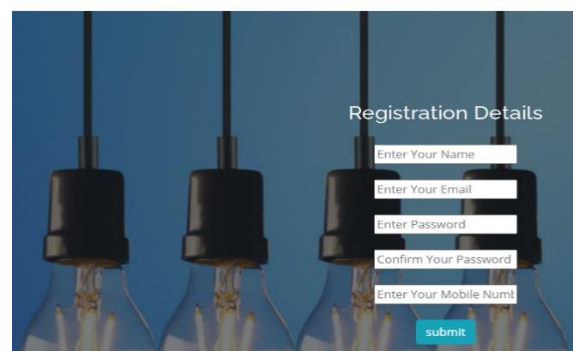 Registration Details
Enter Your Name
Enter Your Email
Enter Password
Confirm Your Password
Enter Your Mobile Numb
submit